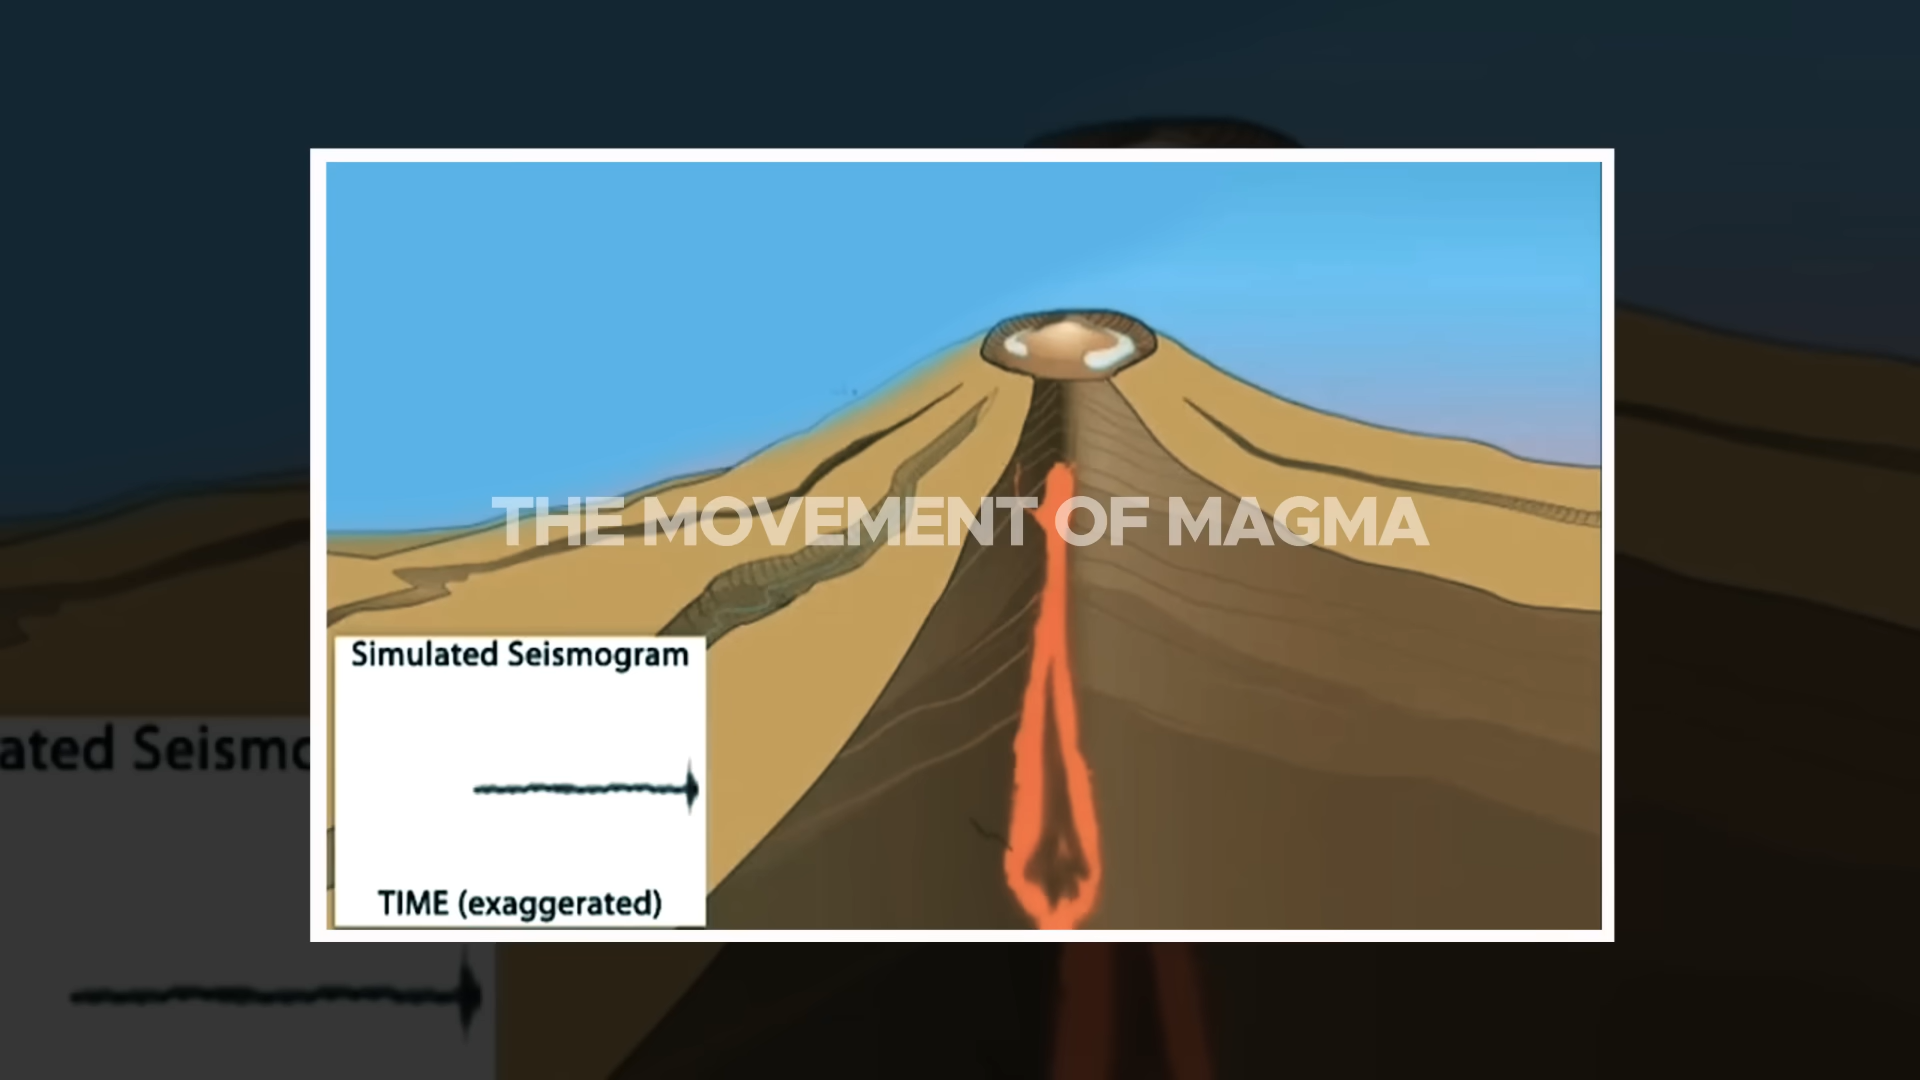 THE MOVEMENT OF MAGMA
Simulated Seismogram
ated Seismo
TIME (exaggerated)